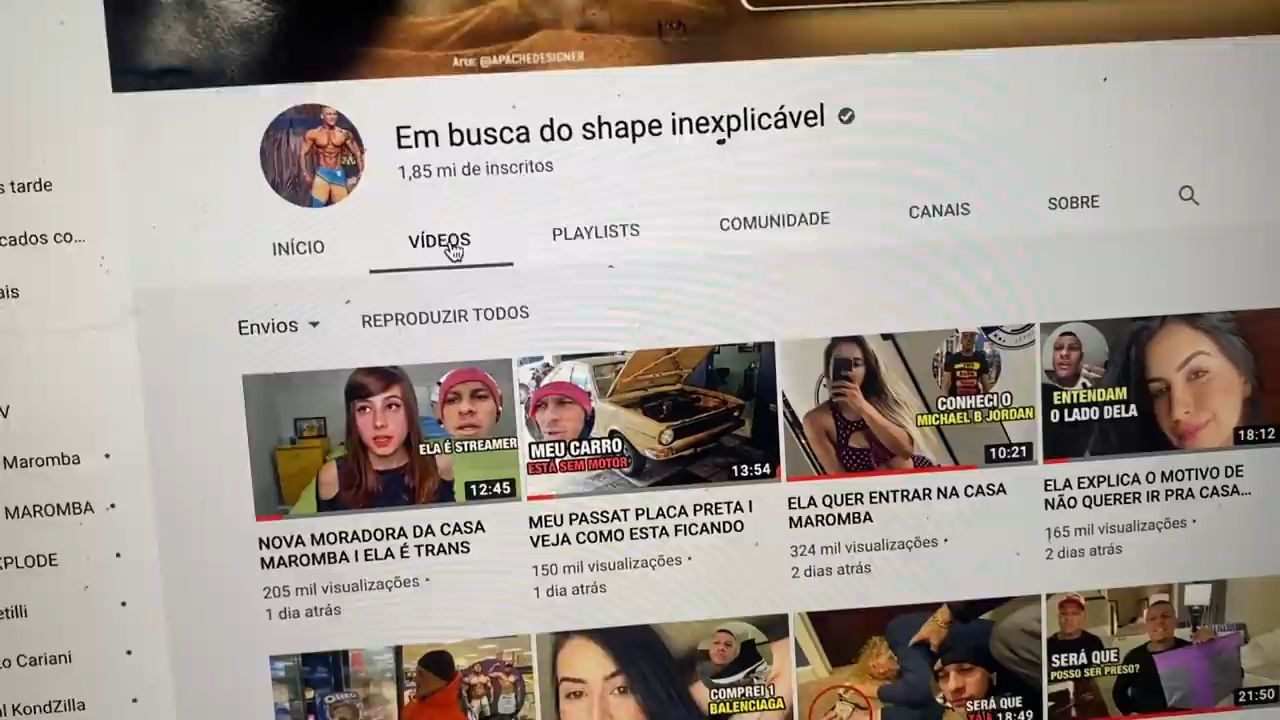 Arte: @APACHEDESIGNER
Em busca do shape inexplicável
1,85 mi de inscritos
INÍCIO
VÍDEOS
PLAYLISTS
COMUNIDADE
CANAIS
SOBRE
s tarde
cados co...
ais
V
Maromba
MAROMBA
XPLODE
etilli
o Cariani
l KondZilla
Envios
REPRODUZIR TODOS
ELA É STREAMER
12:45
NOVA MORADORA DA CASA
MAROMBA I ELA É TRANS
205 mil visualizações •
1 dia atrás
MEU CARRO
ESTÁ SEM MOTOR
13:54
MEU PASSAT PLACA PRETA I
VEJA COMO ESTA FICANDO
150 mil visualizações •
1 dia atrás
CONHECI O
MICHAEL B JORDAN
10:21
ELA QUER ENTRAR NA CASA
MAROMBA
324 mil visualizações •
2 dias atrás
ENTENDAM
O LADO DELA
18:12
ELA EXPLICA O MOTIVO DE
NÃO QUERER IR PRA CASA...
165 mil visualizações •
2 dias atrás
COMPREI 1
BALENCIAGA
SERÁ QUE
18:49
SERÁ QUE
POSSO SER PRESO?
21:50